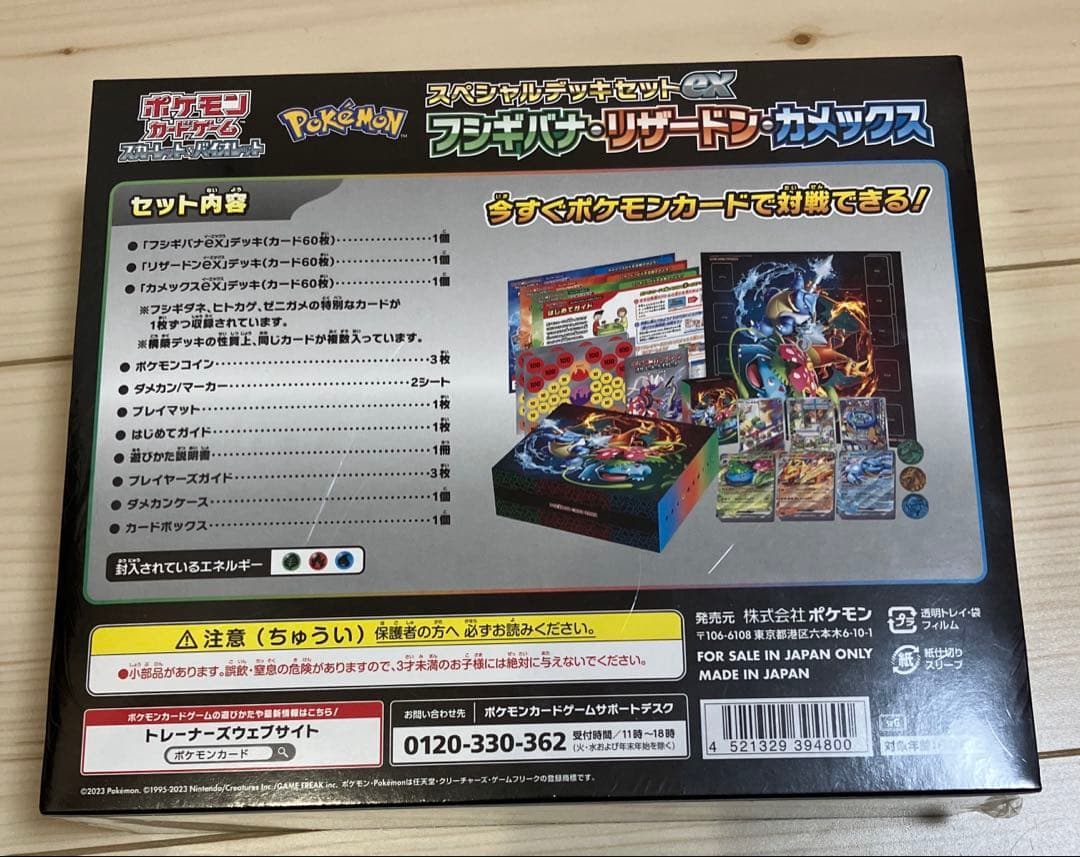 ポケモン
カードゲーム
スカーレット&バイオレット
POKéMON
スペシャルデッキセットex
フシギバナ・リザードン・カメックス
セット内容
今すぐポケモンカードで対戦できる!
●「フシギバナex」デッキ(カード60枚)…1個
●「リザードンex」デッキ(カード60枚)…1個
●「カメックスex」デッキ(カード60枚)…1個
※フシギダネ、ヒトカゲ、ゼニガメの特別なカードが
1枚ずつ収録されています。
※構築デッキの性質上、同じカードが複数入っています。
●ポケモンコイン…3枚
●ダメカン/マーカー…2シート
●プレイマット…1枚
●はじめてガイド…1枚
●遊びかた説明書…1冊
●プレイヤーズガイド…3枚
●ダメカンケース…1個
●カードボックス…1個
はじめてガイド
封入されているエネルギー
⚠注意(ちゅうい)保護者の方へ 必ずお読みください。
●小部品があります。誤飲・窒息の危険がありますので、3才未満のお子様には絶対に与えないでください。
発売元 株式会社ポケモン
〒106-6108 東京都港区六本木6-10-1
FOR SALE IN JAPAN ONLY
MADE IN JAPAN
プラ
透明トレイ・袋
フィルム
紙
紙仕切り
スリーブ
ポケモンカードゲームの遊びかたや最新情報はこちら!
トレーナーズウェブサイト
ポケモンカード
お問い合わせ先 ポケモンカードゲームサポートデスク
0120-330-362
受付時間/11時~18時
(火・水および年末年始を除く)
4 521329 394800
対象年齢
©2023 Pokémon. ©1995-2023 Nintendo/Creatures Inc./GAME FREAK inc. ポケモン・Pokémonは任天堂・クリーチャーズ・ゲームフリークの登録商標です。